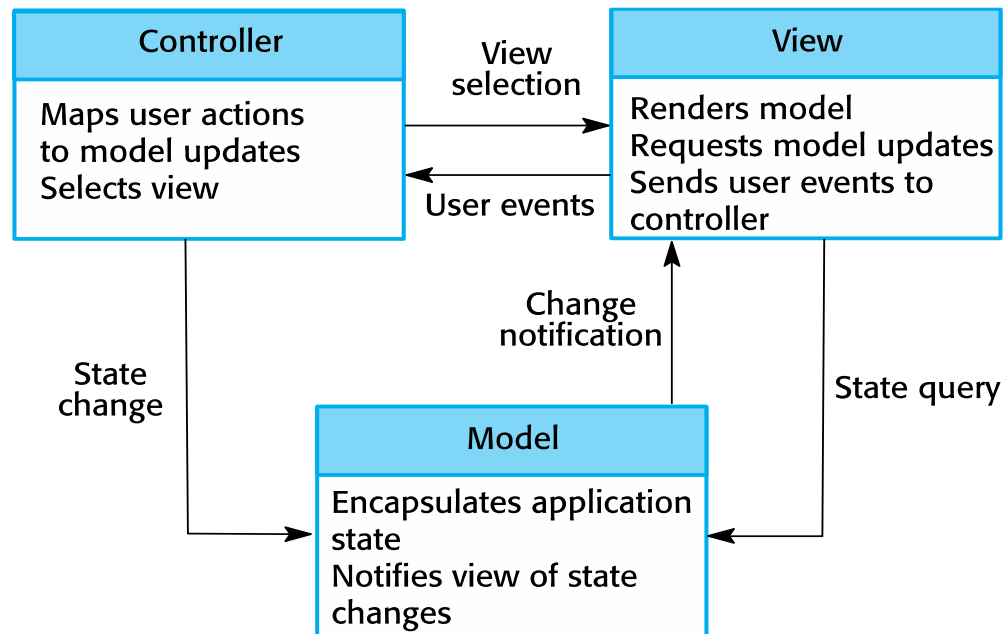 Controller
Maps user actions
to model updates
Selects view
View
selection
User events
View
Renders model
Requests model updates
Sends user events to
controller
State
change
Change
notification
State query
Model
Encapsulates application
state
Notifies view of state
changes